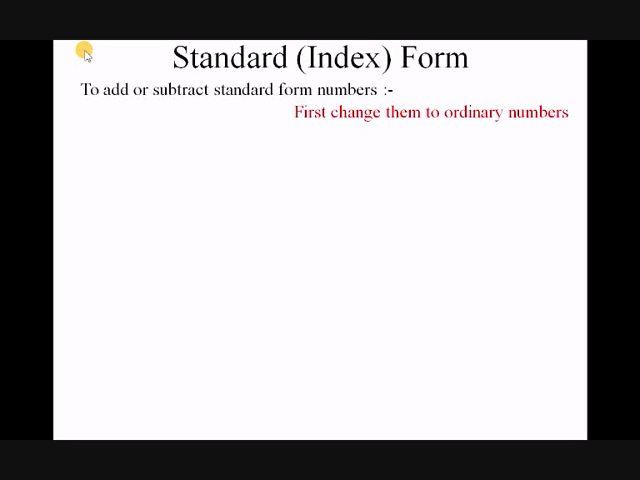 Standard (Index) Form
To add or subtract standard form numbers :-
First change them to ordinary numbers